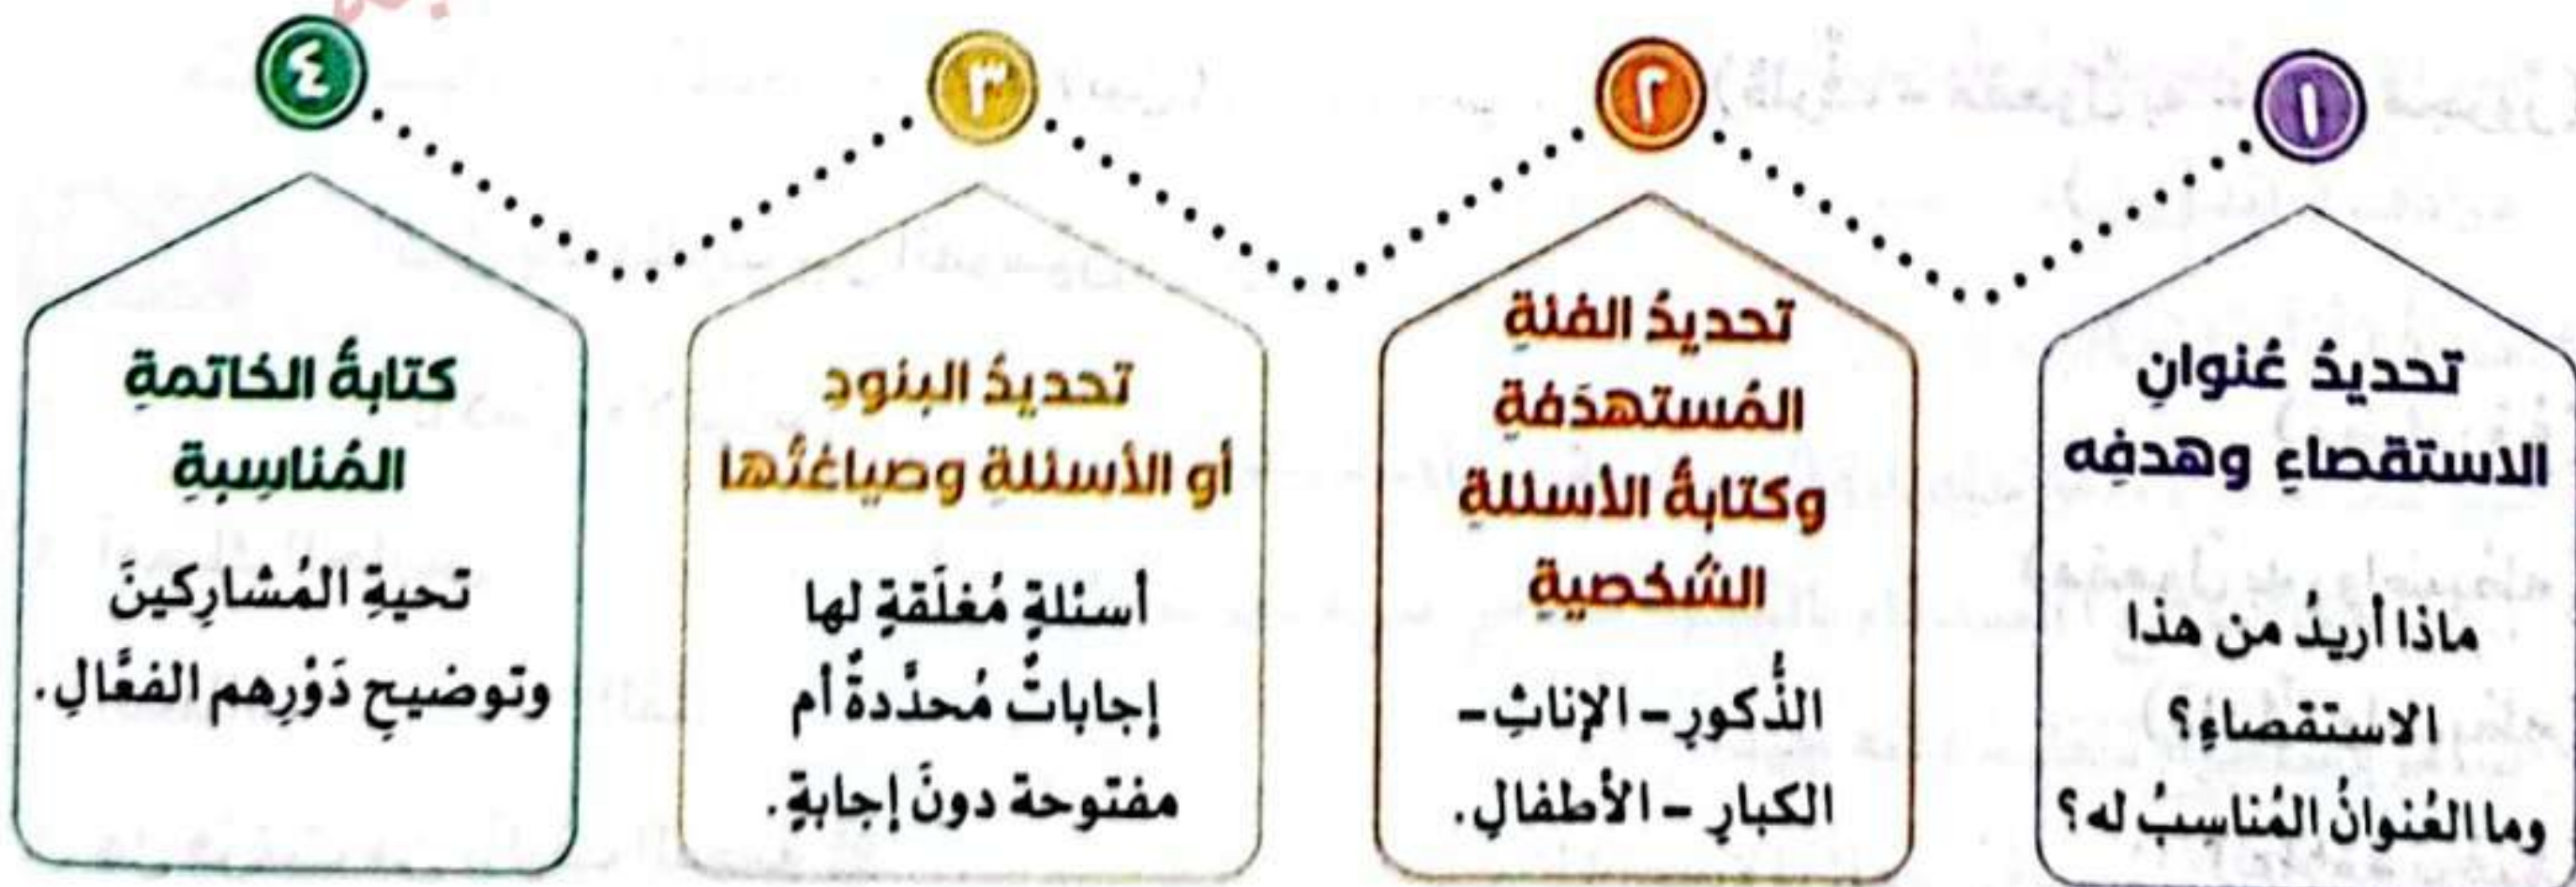 ١
تحديدُ عُنوانِ
الاستقصاءِ وهدفِه
ماذا أريدُ من هذا
الاستقصاءِ؟
وما العُنوانُ المُناسِبُ له؟
٢
تحديدُ الفئةِ
المُستهدَفةِ
وكتابةُ الأسئلةِ
الشخصيةِ
الذُّكورِ – الإناثِ –
الكبارِ – الأطفالِ.
٣
تحديدُ البنودِ
أو الأسئلةِ وصياغتُها
أسئلةٍ مُغلَقةٍ لها
إجاباتٌ مُحدَّدةٌ أم
مفتوحة دونَ إجابةٍ.
٤
كتابةُ الخاتمةِ
المُناسِبةِ
تحيةِ المُشارِكينَ
وتوضيحِ دَوْرِهم الفعَّالِ.